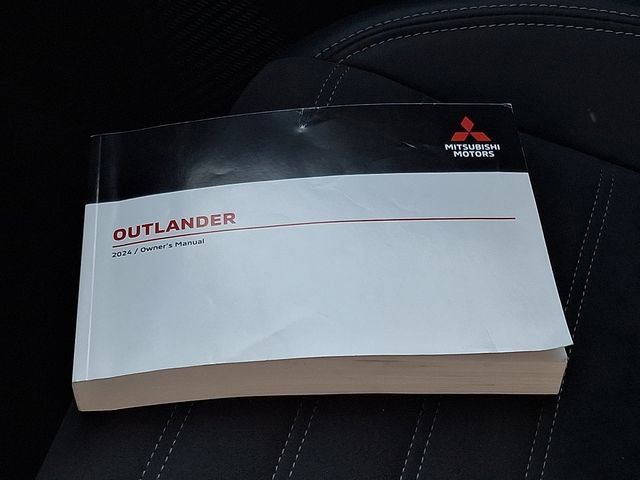 MITSUBISHI
MOTORS
OUTLANDER
2024 / Owner's Manual